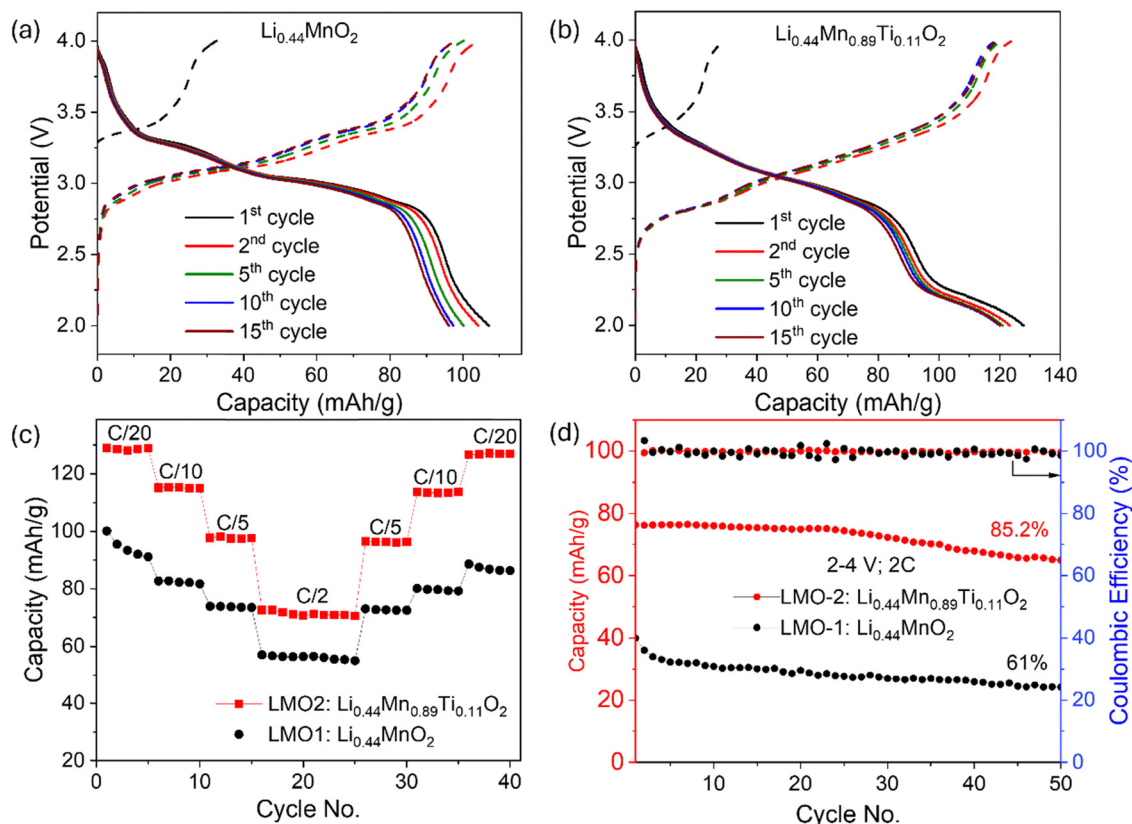 (a)
Li0.44MnO2
4.0
3.5
3.0
2.5
2.0
Potential (V)
1st cycle
2nd cycle
5th cycle
10th cycle
15th cycle
0 20 40 60 80 100
Capacity (mAh/g)
(b)
Li0.44Mn0.89Ti0.11O2
4.0
3.5
3.0
2.5
2.0
Potential (V)
1st cycle
2nd cycle
5th cycle
10th cycle
15th cycle
0 20 40 60 80 100 120 140
Capacity (mAh/g)
(c)
C/20
C/10
C/5
C/2
C/5
C/10
C/20
120
100
80
60
40
20
Capacity (mAh/g)
LMO2: Li0.44Mn0.89Ti0.11O2
LMO1: Li0.44MnO2
0 10 20 30 40
Cycle No.
(d)
100
80
60
40
20
0
Capacity (mAh/g)
85.2%
2-4 V; 2C
LMO-2: Li0.44Mn0.89Ti0.11O2
LMO-1: Li0.44MnO2
61%
100
80
60
40
20
0
Coulombic Efficiency (%)
10 20 30 40 50
Cycle No.